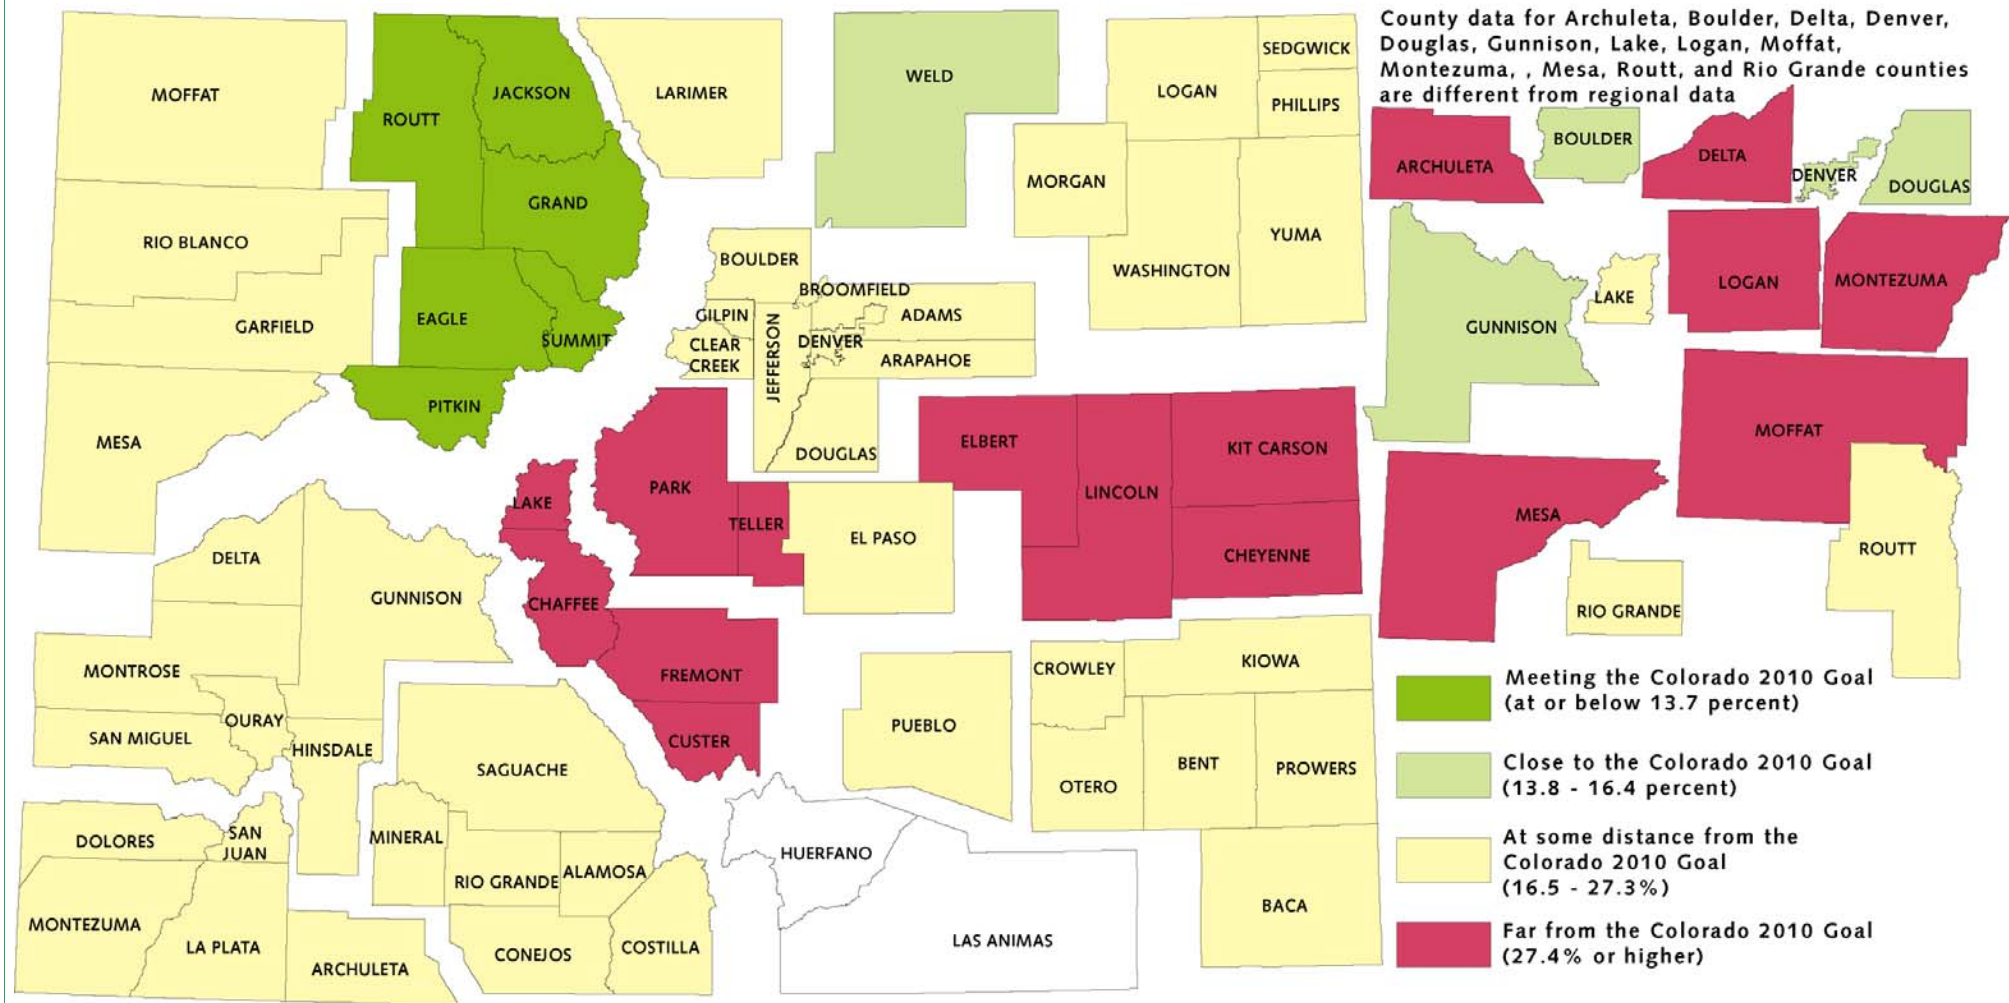 County data for Archuleta, Boulder, Delta, Denver,
Douglas, Gunnison, Lake, Logan, Moffat,
Montezuma, , Mesa, Routt, and Rio Grande counties
are different from regional data
MOFFAT
ROUTT
JACKSON
LARIMER
WELD
LOGAN
SEDGWICK
PHILLIPS
MORGAN
WASHINGTON
YUMA
RIO BLANCO
GARFIELD
GRAND
EAGLE
SUMMIT
PITKIN
MESA
BOULDER
BROOMFIELD
GILPIN
ADAMS
CLEAR
CREEK
JEFFERSON
DENVER
ARAPAHOE
DOUGLAS
ELBERT
KIT CARSON
LINCOLN
CHEYENNE
PARK
TELLER
LAKE
EL PASO
CHAFFEE
FREMONT
CUSTER
DELTA
GUNNISON
MONTROSE
OURAY
SAN MIGUEL
HINSDALE
SAGUACHE
DOLORES
SAN
JUAN
MINERAL
RIO GRANDE
ALAMOSA
MONTEZUMA
LA PLATA
ARCHULETA
CONEJOS
COSTILLA
PUEBLO
HUERFANO
LAS ANIMAS
CROWLEY
KIOWA
OTERO
BENT
PROWERS
BACA
ARCHULETA
BOULDER
DELTA
DENVER
DOUGLAS
GUNNISON
LAKE
LOGAN
MONTEZUMA
MOFFAT
MESA
ROUTT
RIO GRANDE
Meeting the Colorado 2010 Goal
(at or below 13.7 percent)
Close to the Colorado 2010 Goal
(13.8 - 16.4 percent)
At some distance from the
Colorado 2010 Goal
(16.5 - 27.3%)
Far from the Colorado 2010 Goal
(27.4% or higher)